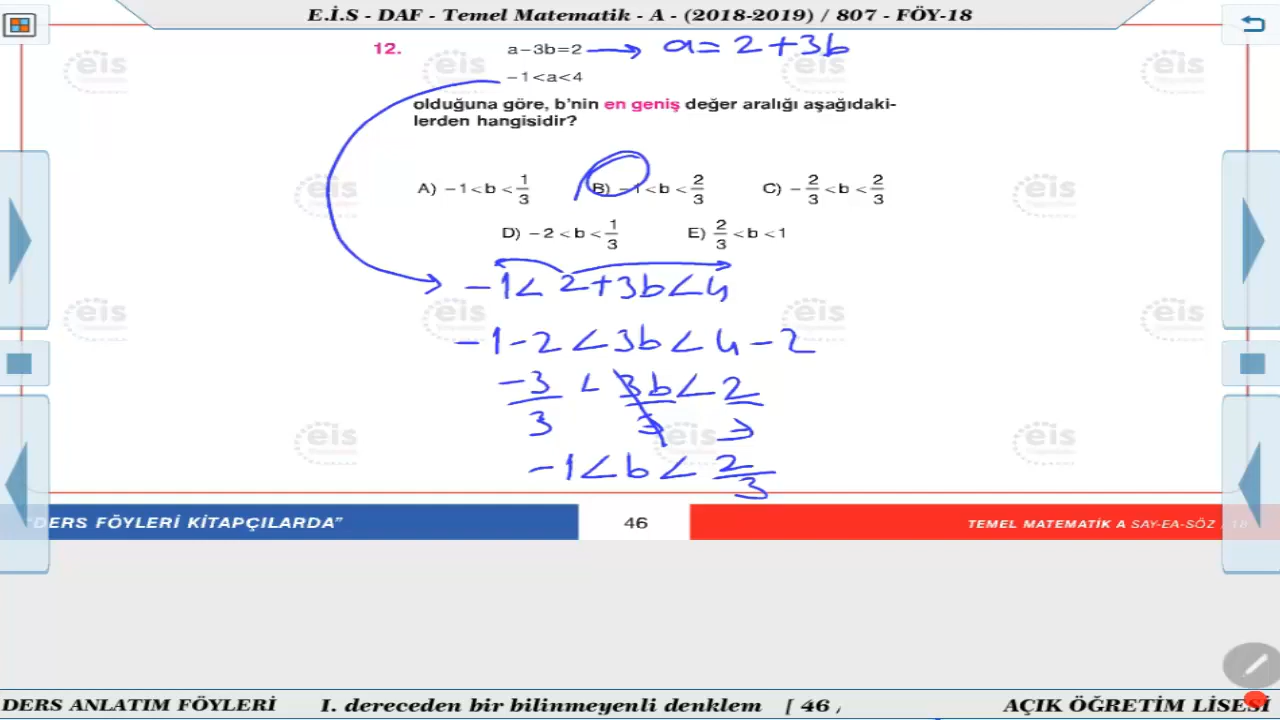 E.İ.S - DAF - Temel Matematik - A - (2018-2019) / 807 - FÖY-18
12. a-3b=2 → a=2+3b
-1<a<4
olduğuna göre, b'nin en geniş değer aralığı aşağıdaki-
lerden hangisidir?
A) -1<b<1/3 B) -1<b<2/3 C) -2/3<b<2/3
D) -2<b<1/3 E) 2/3<b<1
-1<2+3b<4
-1-2<3b<4-2
-3/3<3b/3<2/3
-1<b<2/3
eis
"DERS FÖYLERİ KİTAPÇILARDA" 46 TEMEL MATEMATİK A SAY-EA-SÖZ / 18
DERS ANLATIM FÖYLERİ I. dereceden bir bilinmeyenli denklem [ 46 / AÇIK ÖĞRETİM LİSESİ